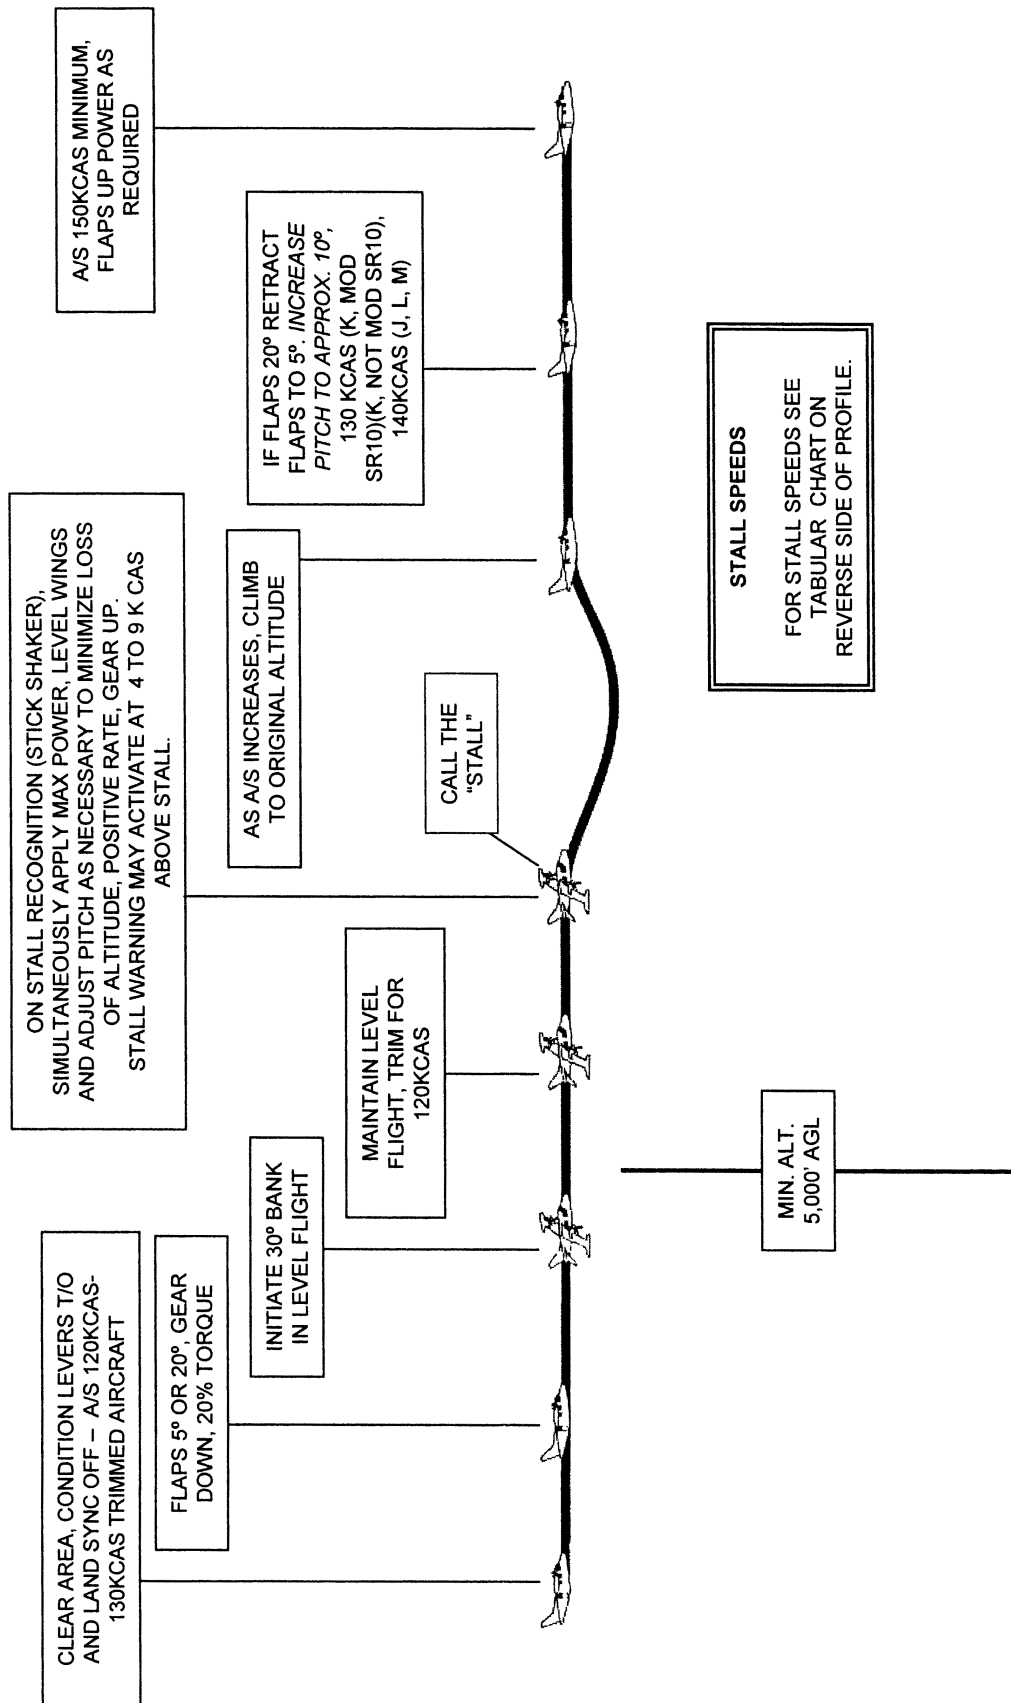 CLEAR AREA, CONDITION LEVERS T/O
AND LAND SYNC OFF – A/S 120KCAS-
130KCAS TRIMMED AIRCRAFT
FLAPS 5º OR 20º, GEAR
DOWN, 20% TORQUE
INITIATE 30º BANK
IN LEVEL FLIGHT
MAINTAIN LEVEL
FLIGHT, TRIM FOR
120KCAS
ON STALL RECOGNITION (STICK SHAKER),
SIMULTANEOUSLY APPLY MAX POWER, LEVEL WINGS
AND ADJUST PITCH AS NECESSARY TO MINIMIZE LOSS
OF ALTITUDE, POSITIVE RATE, GEAR UP.
STALL WARNING MAY ACTIVATE AT 4 TO 9 K CAS
ABOVE STALL.
CALL THE
“STALL”
AS A/S INCREASES, CLIMB
TO ORIGINAL ALTITUDE
IF FLAPS 20º RETRACT
FLAPS TO 5º. INCREASE
PITCH TO APPROX. 10º,
130 KCAS (K, MOD
SR10)(K, NOT MOD SR10),
140KCAS (J, L, M)
A/S 150KCAS MINIMUM,
FLAPS UP POWER AS
REQUIRED
MIN. ALT.
5,000' AGL
STALL SPEEDS
FOR STALL SPEEDS SEE
TABULAR CHART ON
REVERSE SIDE OF PROFILE.